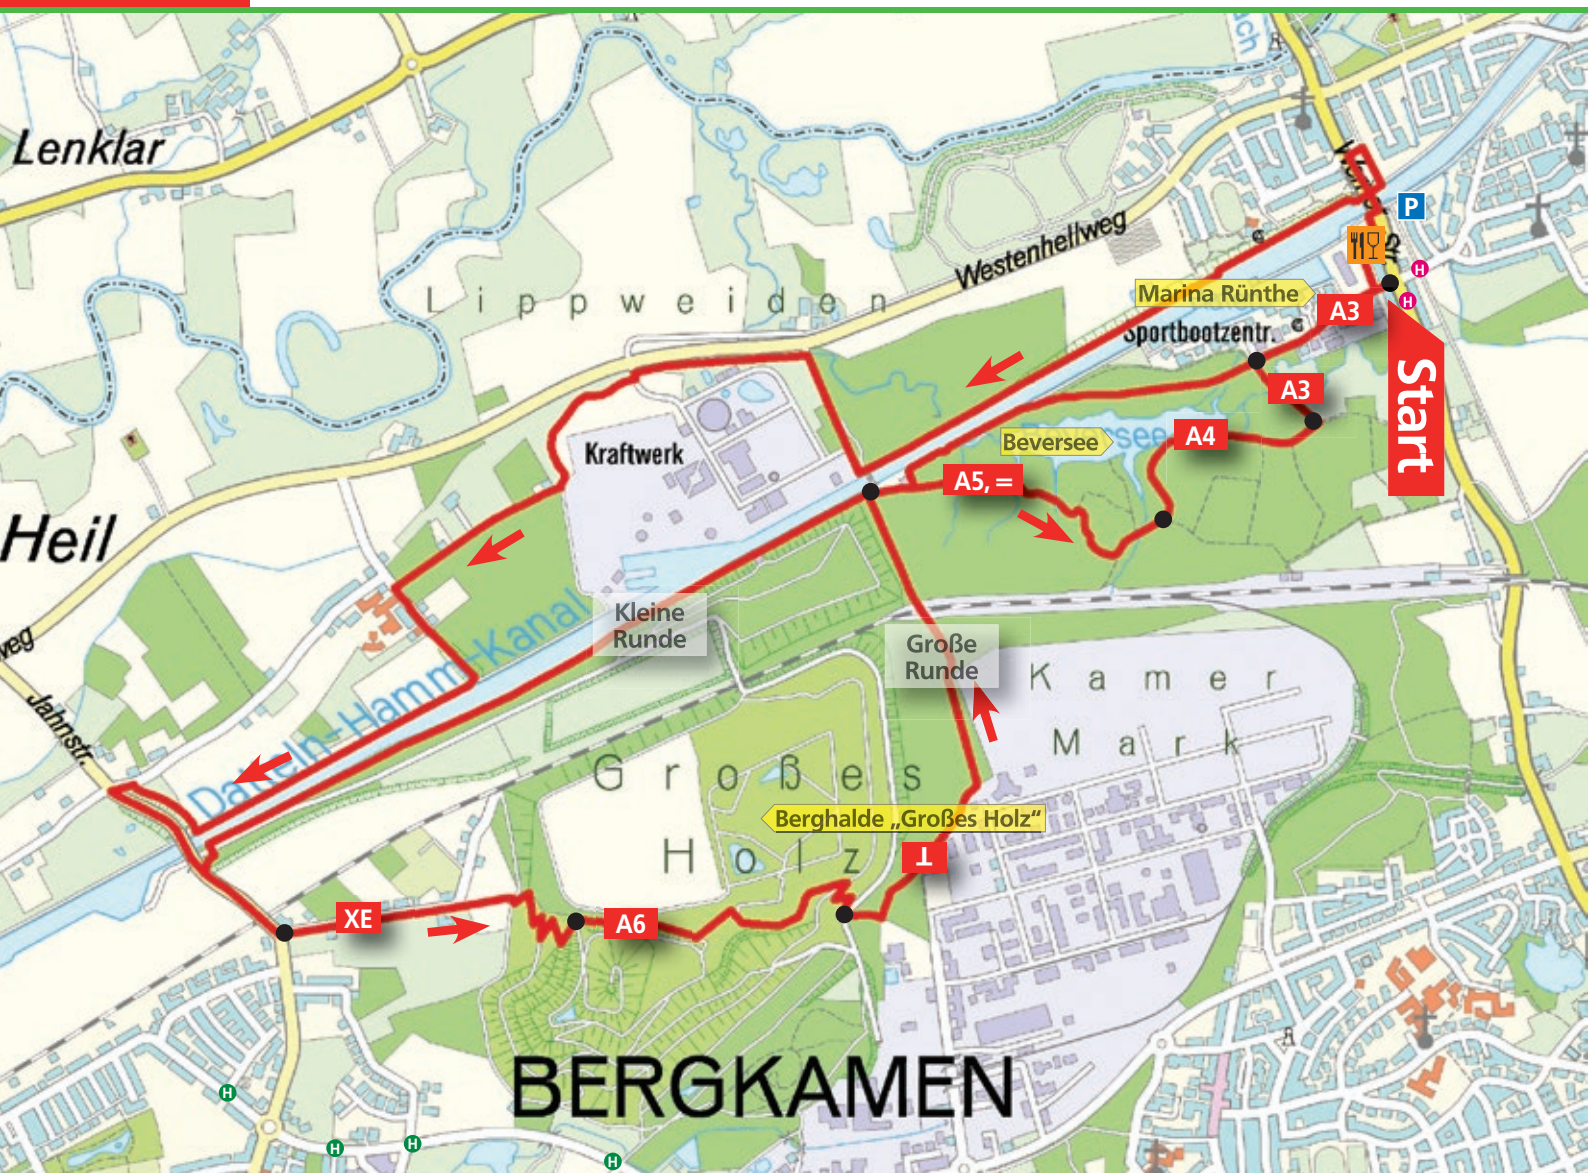 Lenklar
P
Westenhellweg
L i p p w e i d e n
H
Marina Rünthe
H
A3
Sportbootzentr.
Start
A3
Beversee
Beversee
A4
Kraftwerk
A5, =
Heil
Kleine
Runde
Große
Runde
Datteln-Hamm-Kanal
K a m e r
M a r k
Jahnstr.
G r o ß e s
Berghalde „Großes Holz“
H o l z
⊥
XE
A6
BERGKAMEN
H
H
H
H